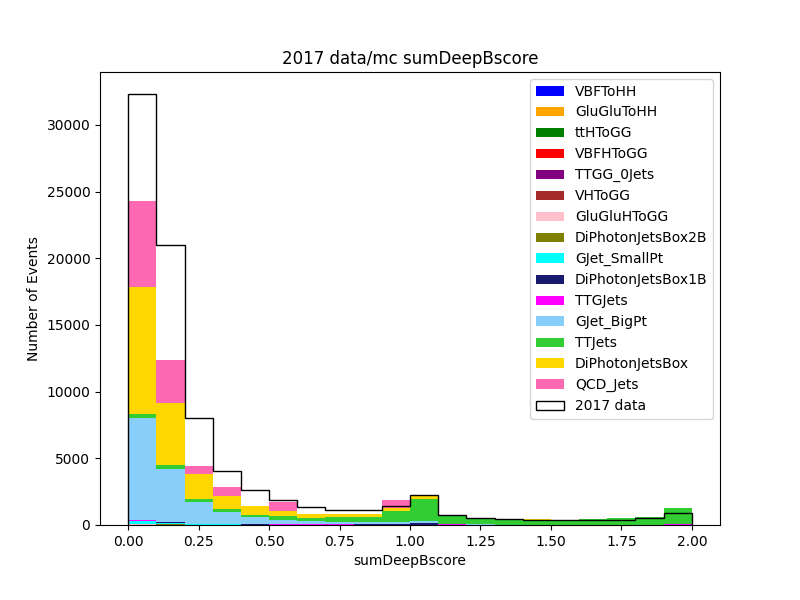 2017 data/mc sumDeepBscore
Number of Events
30000
25000
20000
15000
10000
5000
0
VBFToHH
GluGluToHH
ttHToGG
VBFHToGG
TTGG_0Jets
VHToGG
GluGluHToGG
DiPhotonJetsBox2B
GJet_SmallPt
DiPhotonJetsBox1B
TTGJets
GJet_BigPt
TTJets
DiPhotonJetsBox
QCD_Jets
2017 data
0.00 0.25 0.50 0.75 1.00 1.25 1.50 1.75 2.00
sumDeepBscore